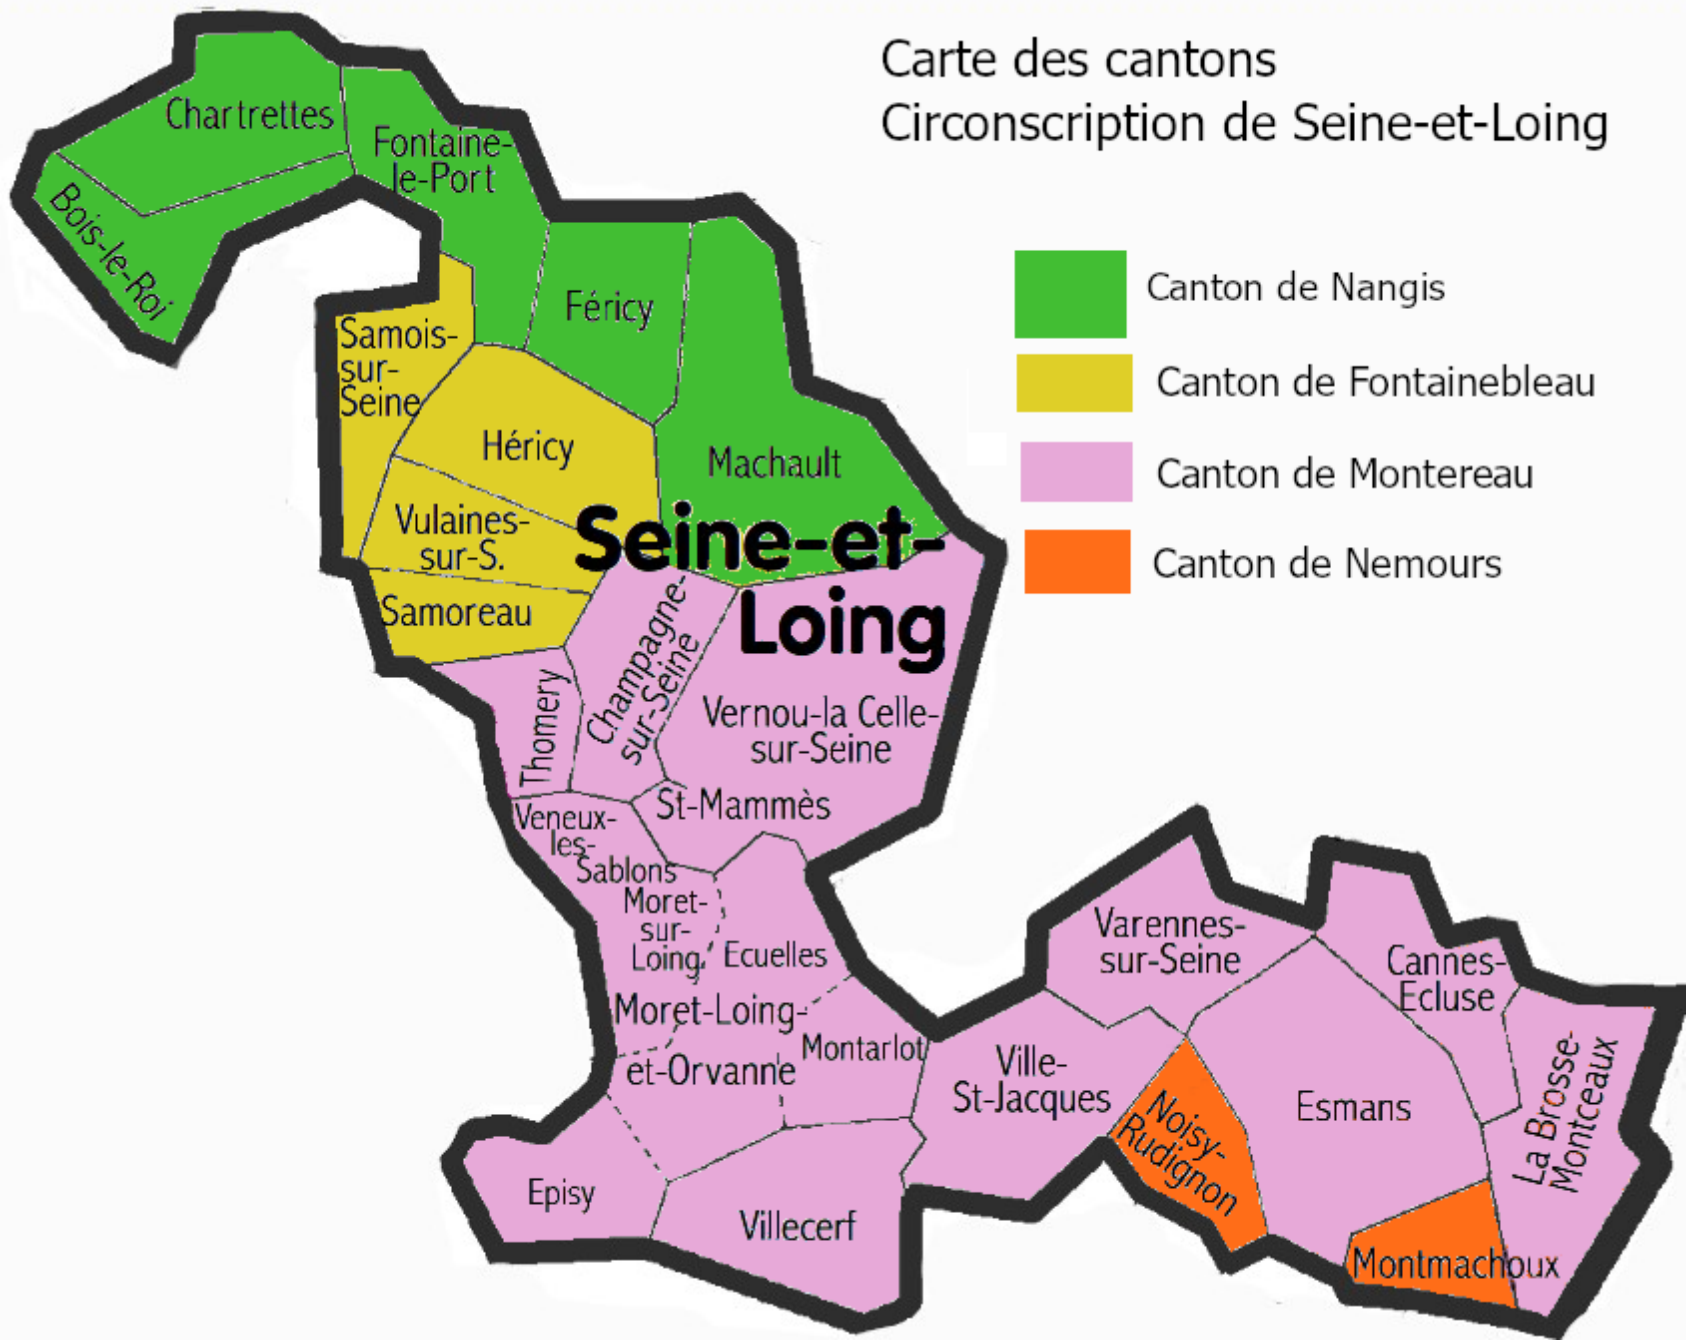 Carte des cantons
Circonscription de Seine-et-Loing
Chartrettes
Fontaine-
le-Port
Bois-le-Roi
Canton de Nangis
Féricy
Samois-
sur-
Seine
Canton de Fontainebleau
Héricy
Machault
Canton de Montereau
Vulaines-
sur-S.
Seine-et-
Loing
Canton de Nemours
Samoreau
Champagne-
sur-Seine
Thomery
Vernou-la Celle-
sur-Seine
St-Mammès
Veneux-
les-
Sablons
Moret-
sur-
Loing
Ecuelles
Varennes-
sur-Seine
Cannes-
Ecluse
Moret-Loing-
et-Orvanne
Montarlot
Ville-
St-Jacques
Noisy-
Rudignon
Esmans
La Brosse-
Montceaux
Episy
Villecerf
Montmachoux